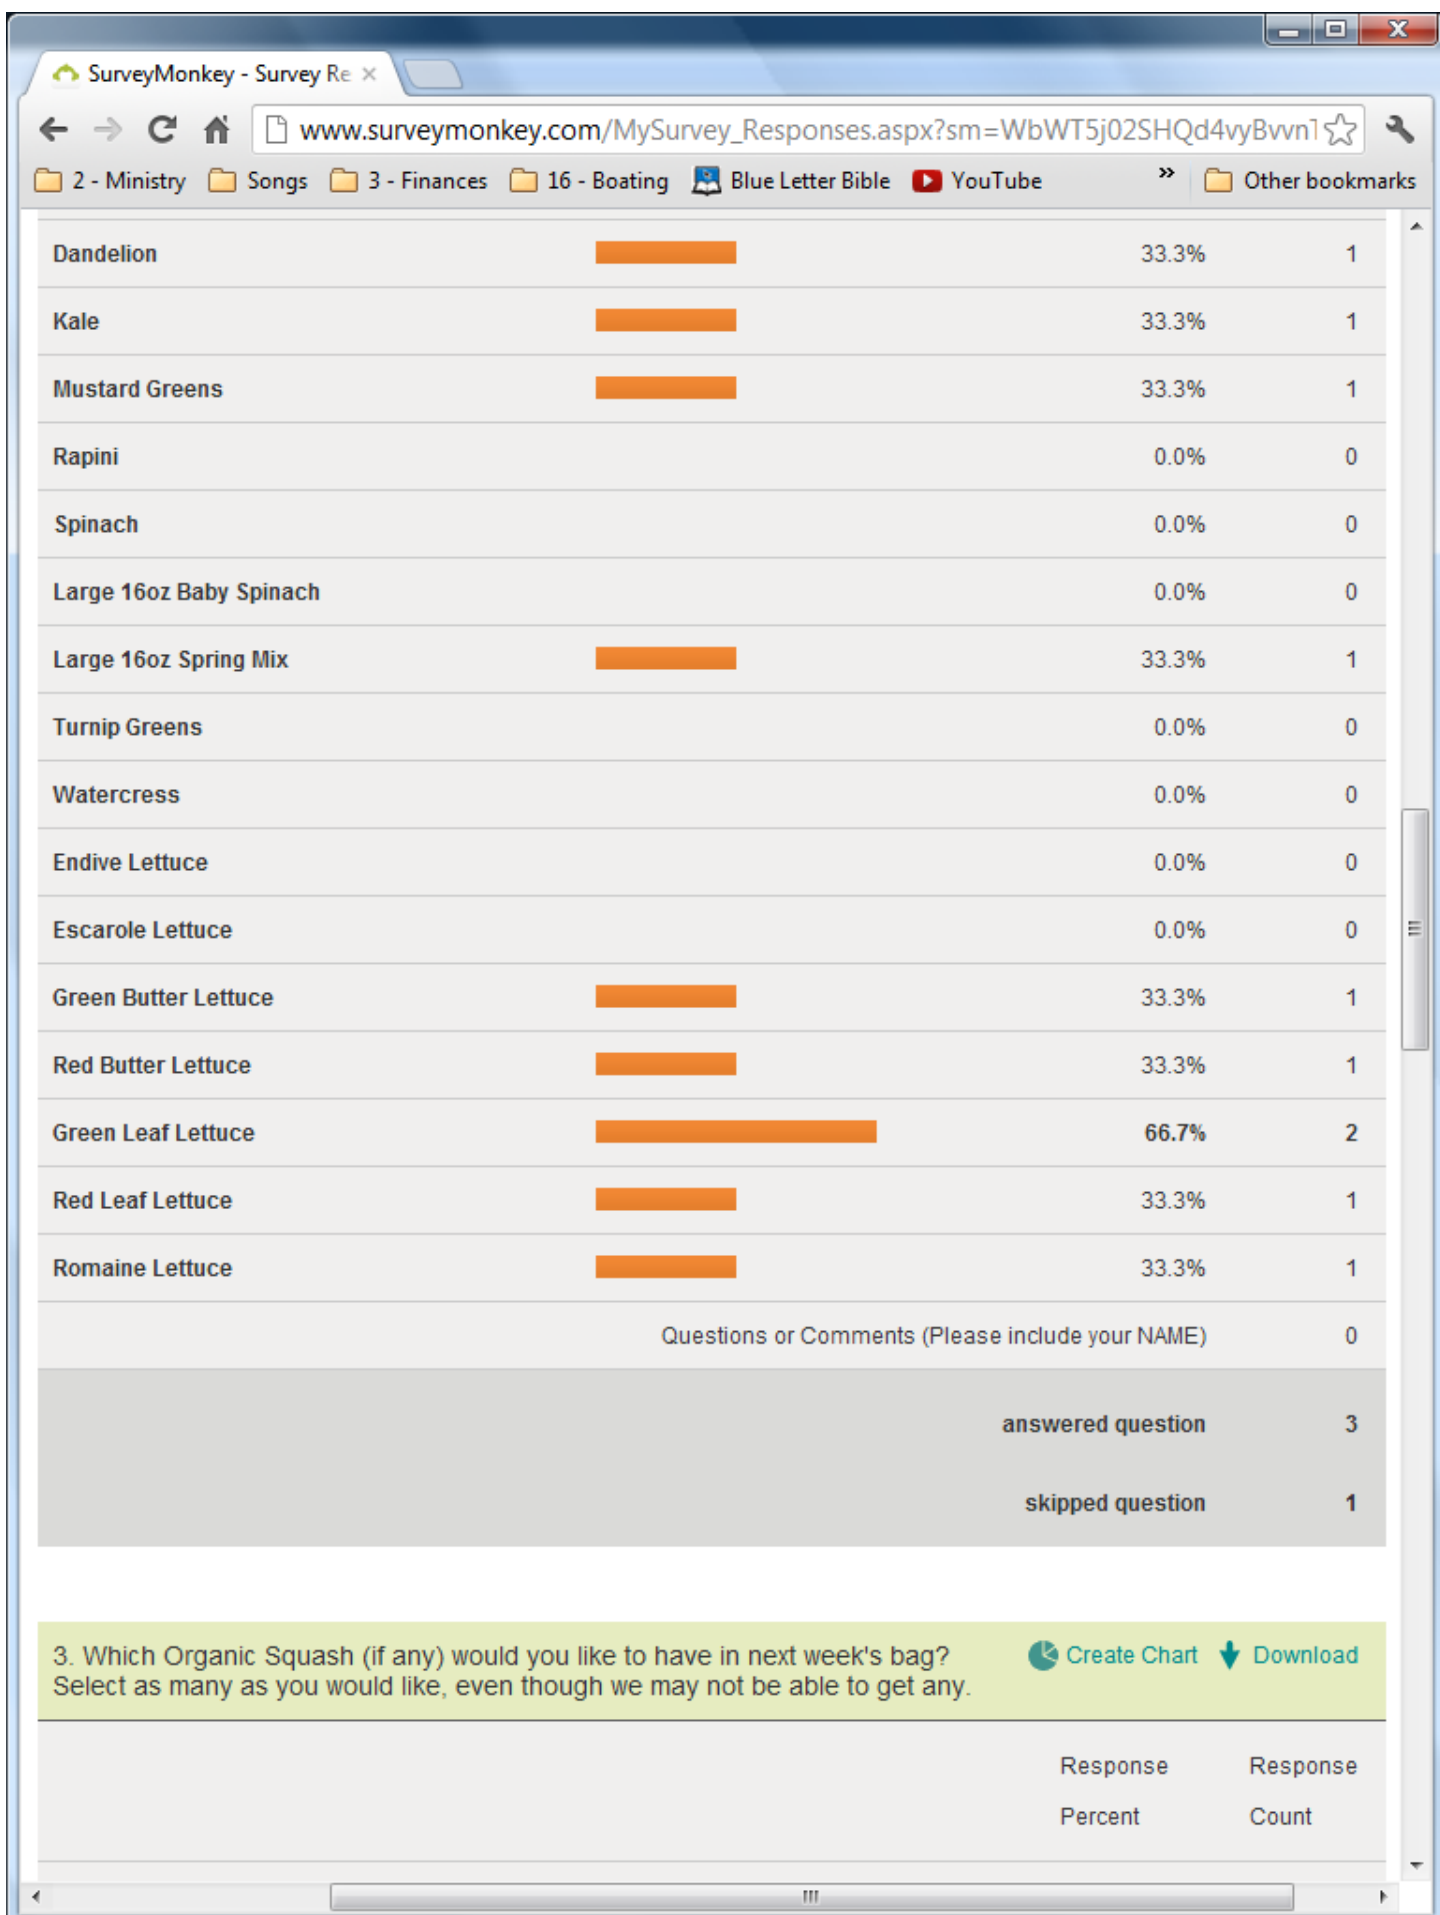 SurveyMonkey - Survey Re
www.surveymonkey.com/MySurvey_Responses.aspx?sm=WbWT5j02SHQd4vyBvvnT
2 - Ministry Songs 3 - Finances 16 - Boating Blue Letter Bible YouTube » Other bookmarks
Dandelion 33.3% 1
Kale 33.3% 1
Mustard Greens 33.3% 1
Rapini 0.0% 0
Spinach 0.0% 0
Large 16oz Baby Spinach 0.0% 0
Large 16oz Spring Mix 33.3% 1
Turnip Greens 0.0% 0
Watercress 0.0% 0
Endive Lettuce 0.0% 0
Escarole Lettuce 0.0% 0
Green Butter Lettuce 33.3% 1
Red Butter Lettuce 33.3% 1
Green Leaf Lettuce 66.7% 2
Red Leaf Lettuce 33.3% 1
Romaine Lettuce 33.3% 1
Questions or Comments (Please include your NAME) 0
answered question 3
skipped question 1
3. Which Organic Squash (if any) would you like to have in next week's bag? Create Chart Download
Select as many as you would like, even though we may not be able to get any.
Response Response
Percent Count